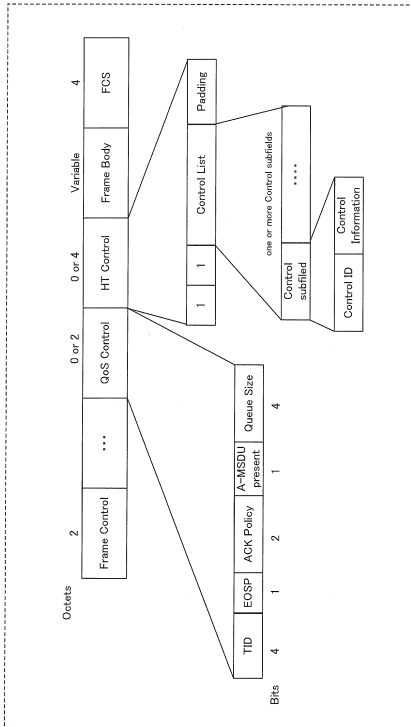 Octets
2
0 or 2
0 or 4
Variable
4
Frame Control
...
QoS Control
HT Control
Frame Body
FCS
1
1
Control List
Padding
one or more Control subfields
Control
subfiled
....
Control ID
Control
Information
TID
EOSP
ACK Policy
A-MSDU
present
Queue Size
Bits
4
1
2
1
4